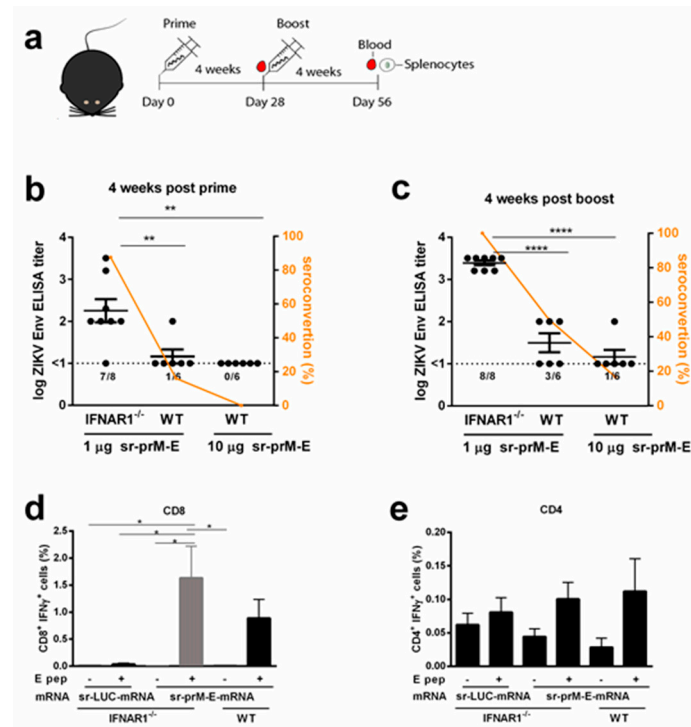 a
Prime
Boost
Blood
4 weeks
4 weeks
Splenocytes
Day 0
Day 28
Day 56
b
4 weeks post prime
**
**
log ZIKV Env ELISA titer
4
3
2
<1
0
100
80
60
40
20
0
seroconvertion (%)
7/8
1/6
0/6
IFNAR1-/-
WT
WT
1 μg sr-prM-E
10 μg sr-prM-E
c
4 weeks post boost
****
****
log ZIKV Env ELISA titer
4
3
2
<1
0
100
80
60
40
20
0
seroconvertion (%)
8/8
3/6
1/6
IFNAR1-/-
WT
WT
1 μg sr-prM-E
10 μg sr-prM-E
d
CD8
*
*
*
*
CD8+ IFNγ+ cells (%)
2.5
2.0
1.5
1.0
0.5
0.0
E pep - + - + - +
mRNA sr-LUC-mRNA sr-prM-E-mRNA
IFNAR1-/- WT
e
CD4
CD4+ IFNγ+ cells (%)
0.20
0.15
0.10
0.05
0.00
E pep - + - + - +
mRNA sr-LUC-mRNA sr-prM-E-mRNA
IFNAR1-/- WT